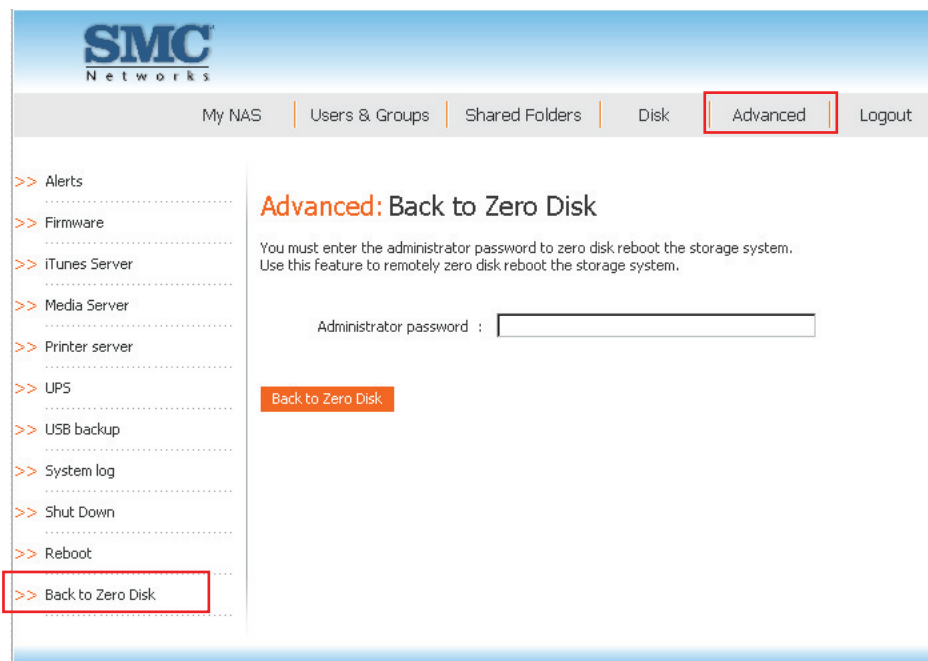 SMC
Networks
My NAS Users & Groups Shared Folders Disk Advanced Logout
>> Alerts
>> Firmware
>> iTunes Server
>> Media Server
>> Printer server
>> UPS
>> USB backup
>> System log
>> Shut Down
>> Reboot
>> Back to Zero Disk
Advanced: Back to Zero Disk
You must enter the administrator password to zero disk reboot the storage system.
Use this feature to remotely zero disk reboot the storage system.
Administrator password :
Back to Zero Disk